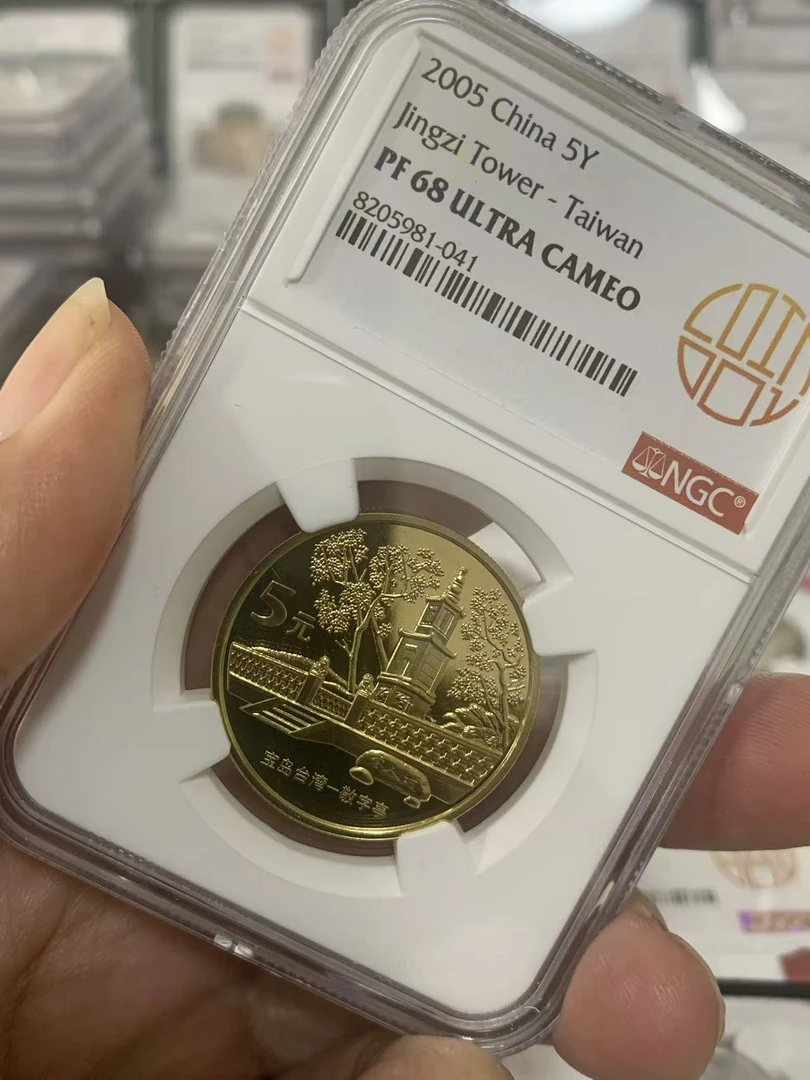 2005 China 5Y
Jingzi Tower - Taiwan
PF 68 ULTRA CAMEO
8205981-041
NGC®
5元
宝岛台湾-敬字亭